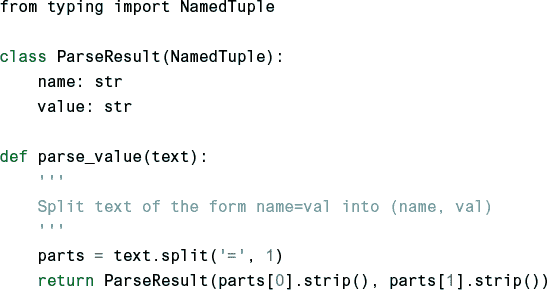 from typing import NamedTuple

class ParseResult(NamedTuple):
    name: str
    value: str

def parse_value(text):
    '''
    Split text of the form name=val into (name, val)
    '''
    parts = text.split('=', 1)
    return ParseResult(parts[0].strip(), parts[1].strip())